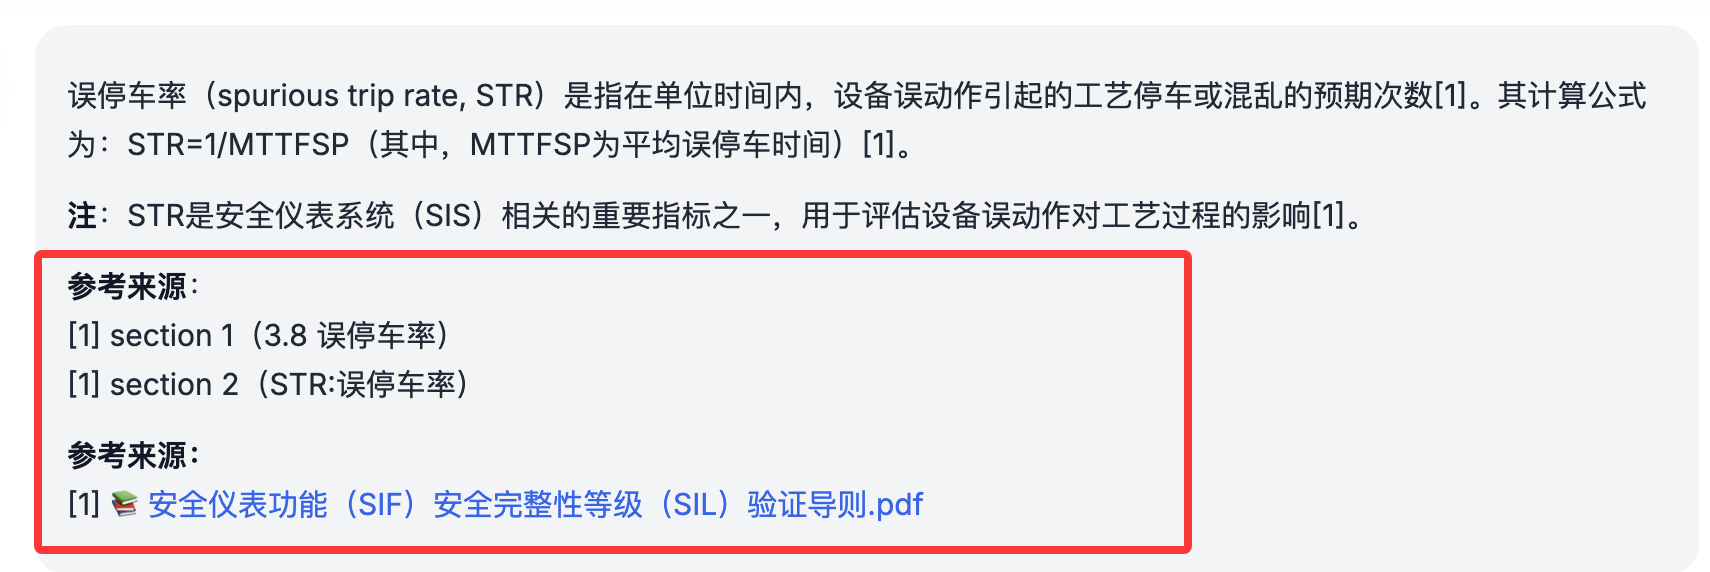 误停车率（spurious trip rate, STR）是指在单位时间内，设备误动作引起的工艺停车或混乱的预期次数[1]。其计算公式
为：STR=1/MTTFSP（其中，MTTFSP为平均误停车时间）[1]。
注：STR是安全仪表系统（SIS）相关的重要指标之一，用于评估设备误动作对工艺过程的影响[1]。
参考来源：
[1] section 1（3.8 误停车率）
[1] section 2（STR:误停车率）
参考来源：
[1] 📚 安全仪表功能（SIF）安全完整性等级（SIL）验证导则.pdf